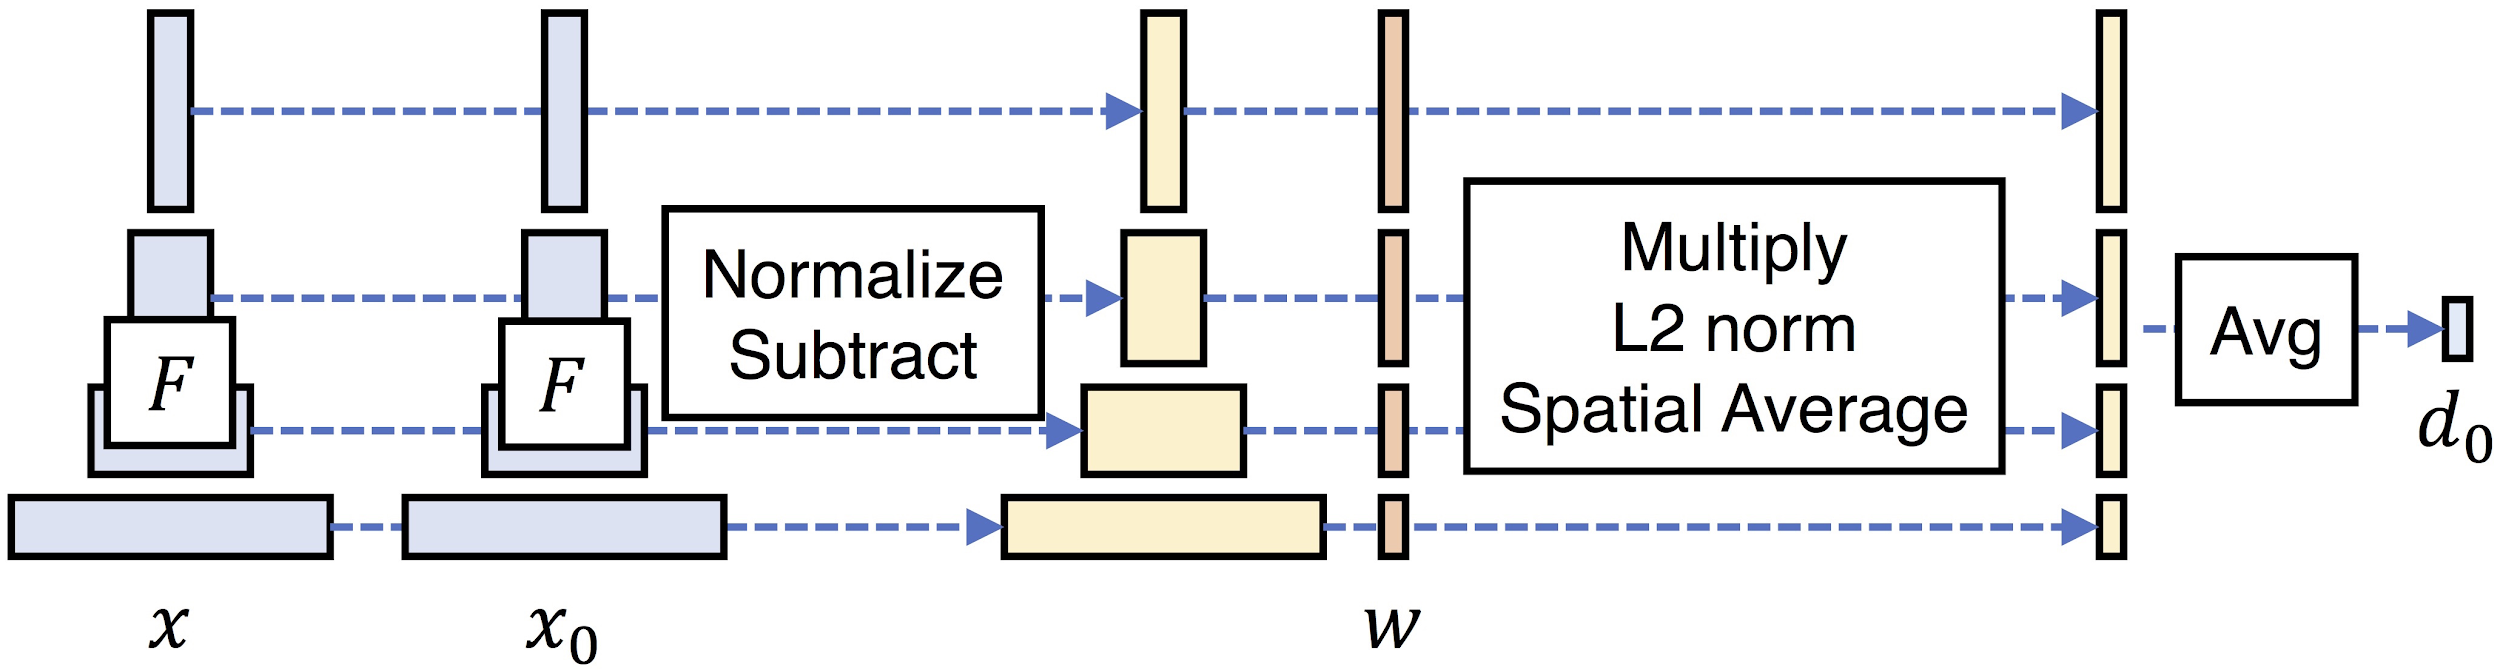 F
F
Normalize
Subtract
Multiply
L2 norm
Spatial Average
Avg
d₀
x
x₀
w